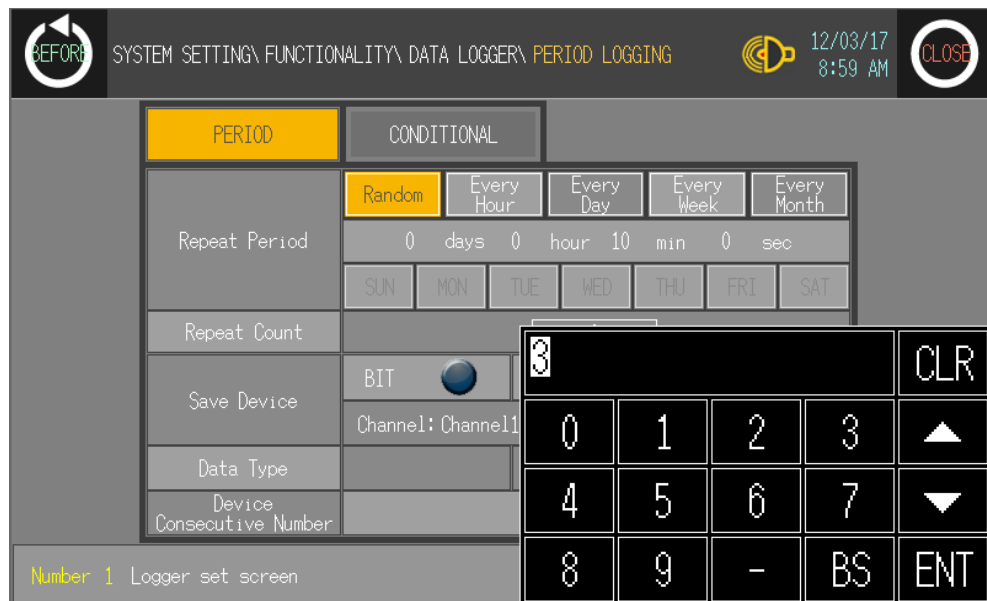 BEFORE
SYSTEM SETTING\ FUNCTIONALITY\ DATA LOGGER\ PERIOD LOGGING
12/03/17
8:59 AM
CLOSE
PERIOD
CONDITIONAL
Repeat Period
Random
Every
Hour
Every
Day
Every
Week
Every
Month
0 days 0 hour 10 min 0 sec
SUN MON TUE WED THU FRI SAT
Repeat Count
Save Device
BIT
Channel: Channel1
Data Type
Device
Consecutive Number
3
CLR
0 1 2 3
4 5 6 7
8 9 - BS ENT
Number 1 Logger set screen